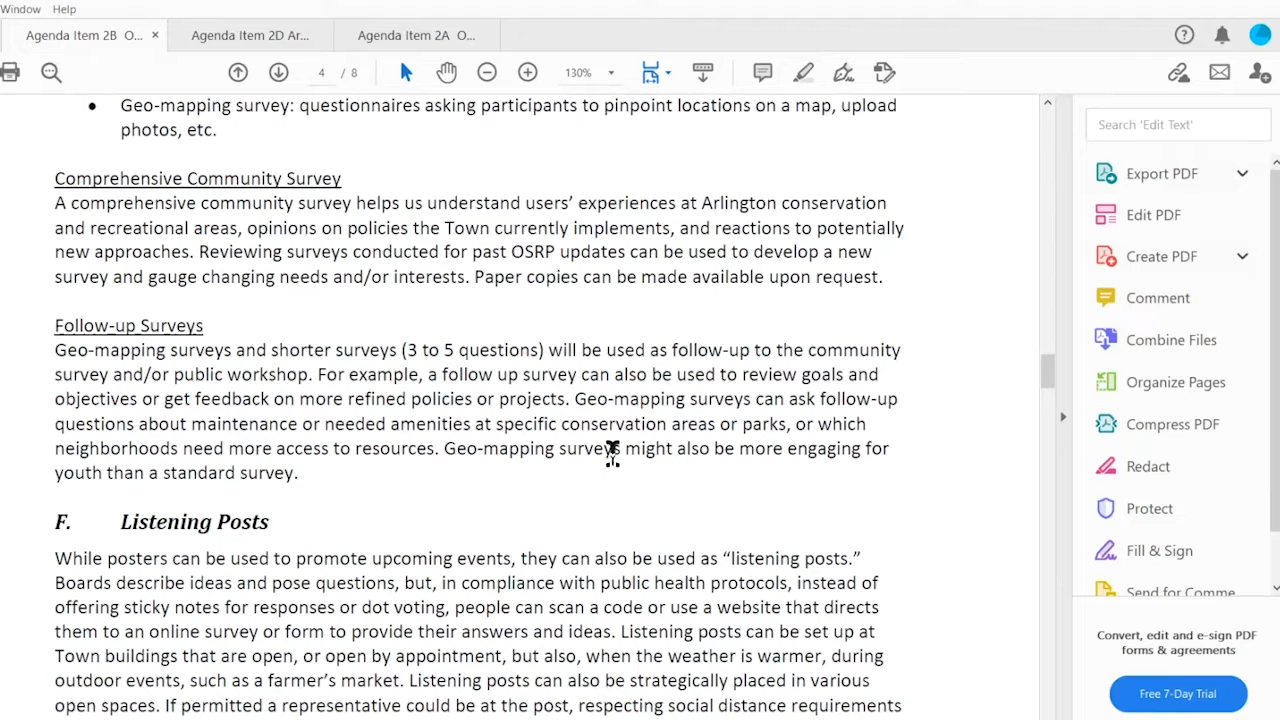 Window Help
Agenda Item 2B O... ×
Agenda Item 2D Ar...
Agenda Item 2A O...
4 / 8
130%
• Geo-mapping survey: questionnaires asking participants to pinpoint locations on a map, upload
photos, etc.
Comprehensive Community Survey
A comprehensive community survey helps us understand users’ experiences at Arlington conservation
and recreational areas, opinions on policies the Town currently implements, and reactions to potentially
new approaches. Reviewing surveys conducted for past OSRP updates can be used to develop a new
survey and gauge changing needs and/or interests. Paper copies can be made available upon request.
Follow-up Surveys
Geo-mapping surveys and shorter surveys (3 to 5 questions) will be used as follow-up to the community
survey and/or public workshop. For example, a follow up survey can also be used to review goals and
objectives or get feedback on more refined policies or projects. Geo-mapping surveys can ask follow-up
questions about maintenance or needed amenities at specific conservation areas or parks, or which
neighborhoods need more access to resources. Geo-mapping surveys might also be more engaging for
youth than a standard survey.
F. Listening Posts
While posters can be used to promote upcoming events, they can also be used as “listening posts.”
Boards describe ideas and pose questions, but, in compliance with public health protocols, instead of
offering sticky notes for responses or dot voting, people can scan a code or use a website that directs
them to an online survey or form to provide their answers and ideas. Listening posts can be set up at
Town buildings that are open, or open by appointment, but also, when the weather is warmer, during
outdoor events, such as a farmer’s market. Listening posts can also be strategically placed in various
open spaces. If permitted a representative could be at the post, respecting social distance requirements
Search 'Edit Text'
Export PDF
Edit PDF
Create PDF
Comment
Combine Files
Organize Pages
Compress PDF
Redact
Protect
Fill & Sign
Send for Comme
Convert, edit and e-sign PDF
forms & agreements
Free 7-Day Trial